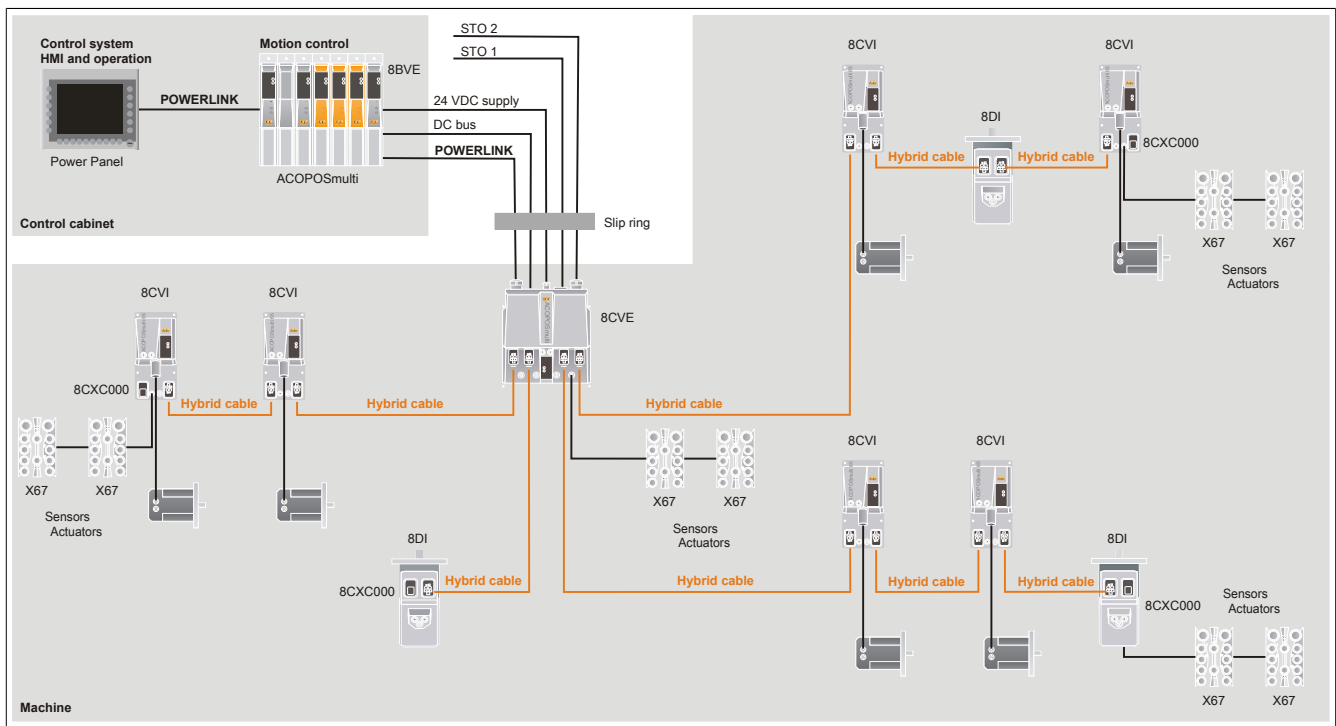 Control system
HMI and operation
Motion control
8BVE
POWERLINK
Power Panel
ACOPOSmulti
Control cabinet
STO 2
STO 1
24 VDC supply
DC bus
POWERLINK
Slip ring
8CVI
8DI
8CVI
Hybrid cable
Hybrid cable
8CXC000
X67
X67
Sensors
Actuators
8CVI
8CVI
ACOPOSmulti
8CVE
8CXC000
Hybrid cable
Hybrid cable
Hybrid cable
X67
X67
Sensors
Actuators
X67
X67
Sensors
Actuators
8CVI
8CVI
8DI
8CXC000
Hybrid cable
Hybrid cable
Hybrid cable
Hybrid cable
8DI
8CXC000
Sensors
Actuators
X67
X67
Machine